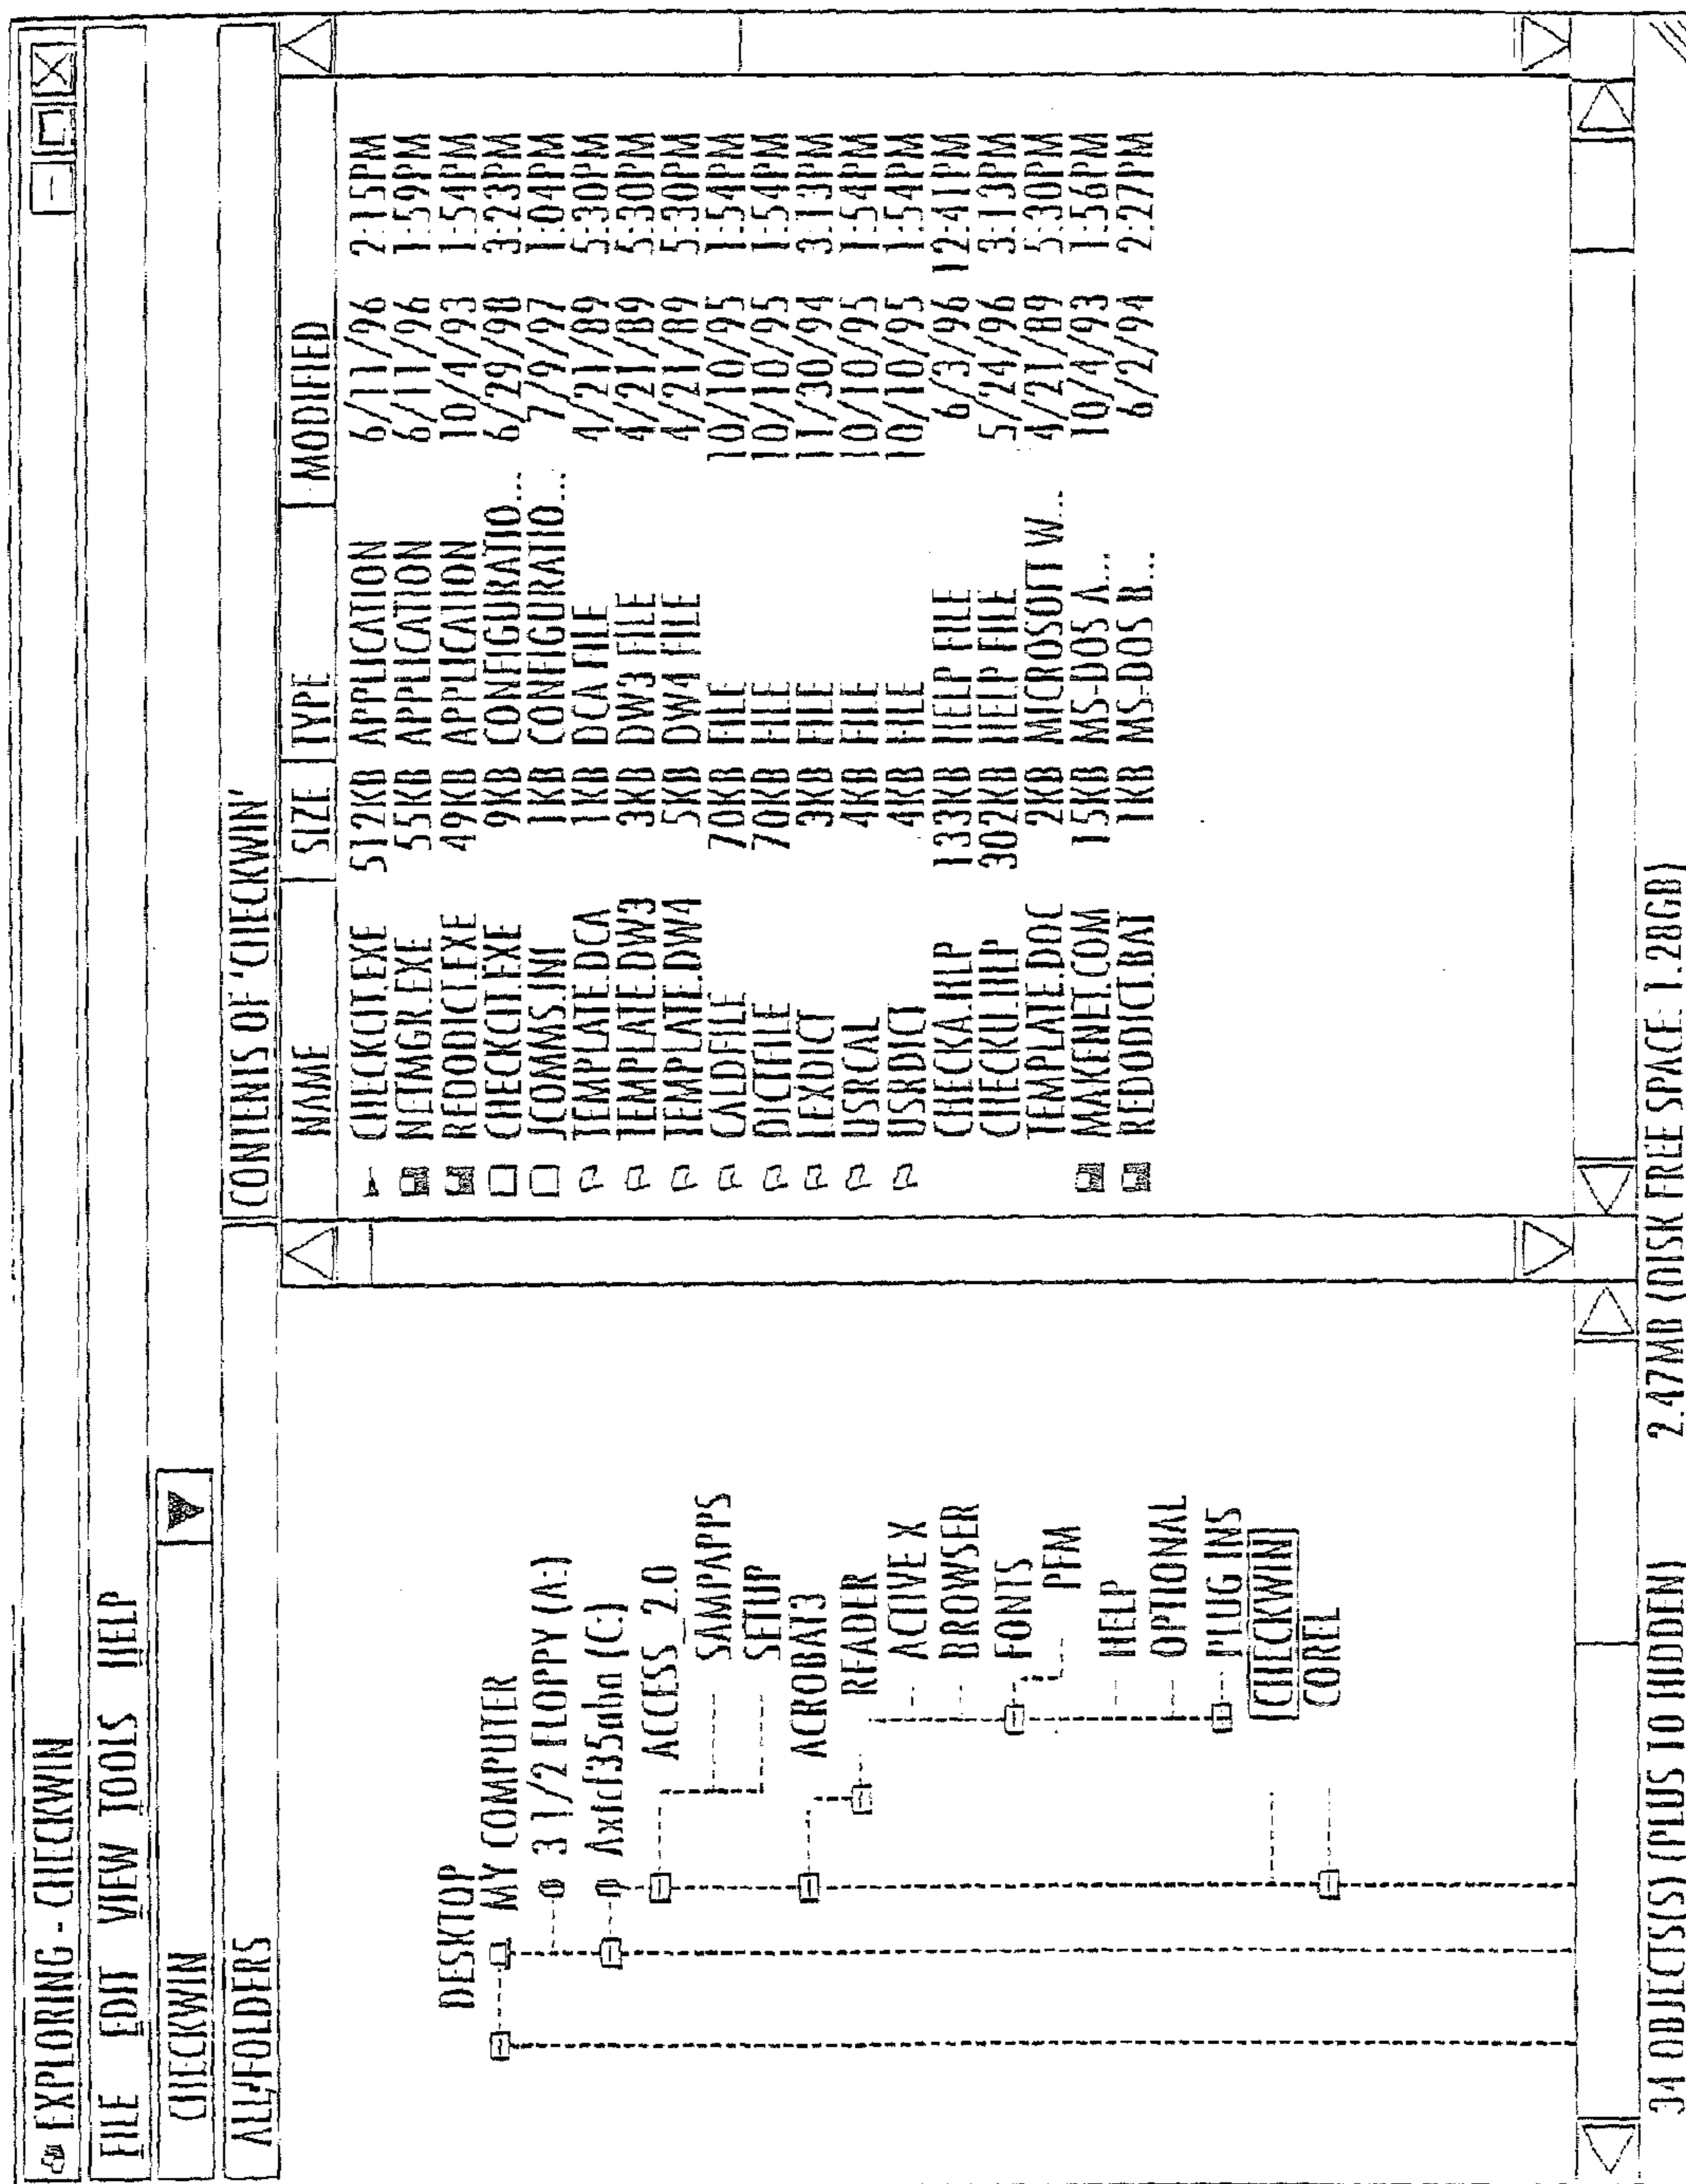 EXPLORING - CHECKWIN
FILE EDIT VIEW TOOLS HELP
CHECKWIN
ALL/FOLDERS
CONTENTS OF 'CHECKWIN'
DESKTOP
MY COMPUTER
3 1/2 FLOPPY (A:)
Axicf35abn (C:)
ACCESS_2.0
SAMPAPPS
SETUP
ACROBAT3
READER
ACTIVE X
BROWSER
FONTS
PFM
HELP
OPTIONAL
PLUG INS
CHECKWIN
COREL
NAME SIZE TYPE MODIFIED
CHECKCIT.EXE 512KB APPLICATION 6/11/96 2:15PM
NETMGR.EXE 55KB APPLICATION 6/11/96 1:59PM
REDODICT.EXE 49KB APPLICATION 10/4/93 1:54PM
CHECKCIT.EXE 9KB CONFIGURATIO... 6/29/98 3:23PM
JCOMMS.INI 1KB CONFIGURATIO... 7/9/97 1:04PM
TEMPLATE.DCA 1KB DCA FILE 4/21/89 5:30PM
TEMPLATE.DW3 3KB DW3 FILE 4/21/89 5:30PM
TEMPLATE.DW4 5KB DW4 FILE 4/21/89 5:30PM
CALDFILE 70KB FILE 10/10/95 1:54PM
DICTFILE 70KB FILE 10/10/95 1:54PM
LEXDICT 3KB FILE 11/30/94 3:13PM
USRCAL 4KB FILE 10/10/95 1:54PM
USRDICT 4KB FILE 10/10/95 1:54PM
CHECKA.HLP 133KB HELP FILE 6/3/96 12:41PM
CHECKU.HLP 302KB HELP FILE 5/24/96 3:13PM
TEMPLATE.DOC 2KB MICROSOFT W... 4/21/89 5:30PM
MAKENET.COM 15KB MS-DOS A... 10/4/93 1:56PM
REDODICT.BAT 1KB MS-DOS B... 6/2/94 2:27PM
34 OBJECTS(S) (PLUS 10 HIDDEN) 2.47MB (DISK FREE SPACE: 1.28GB)